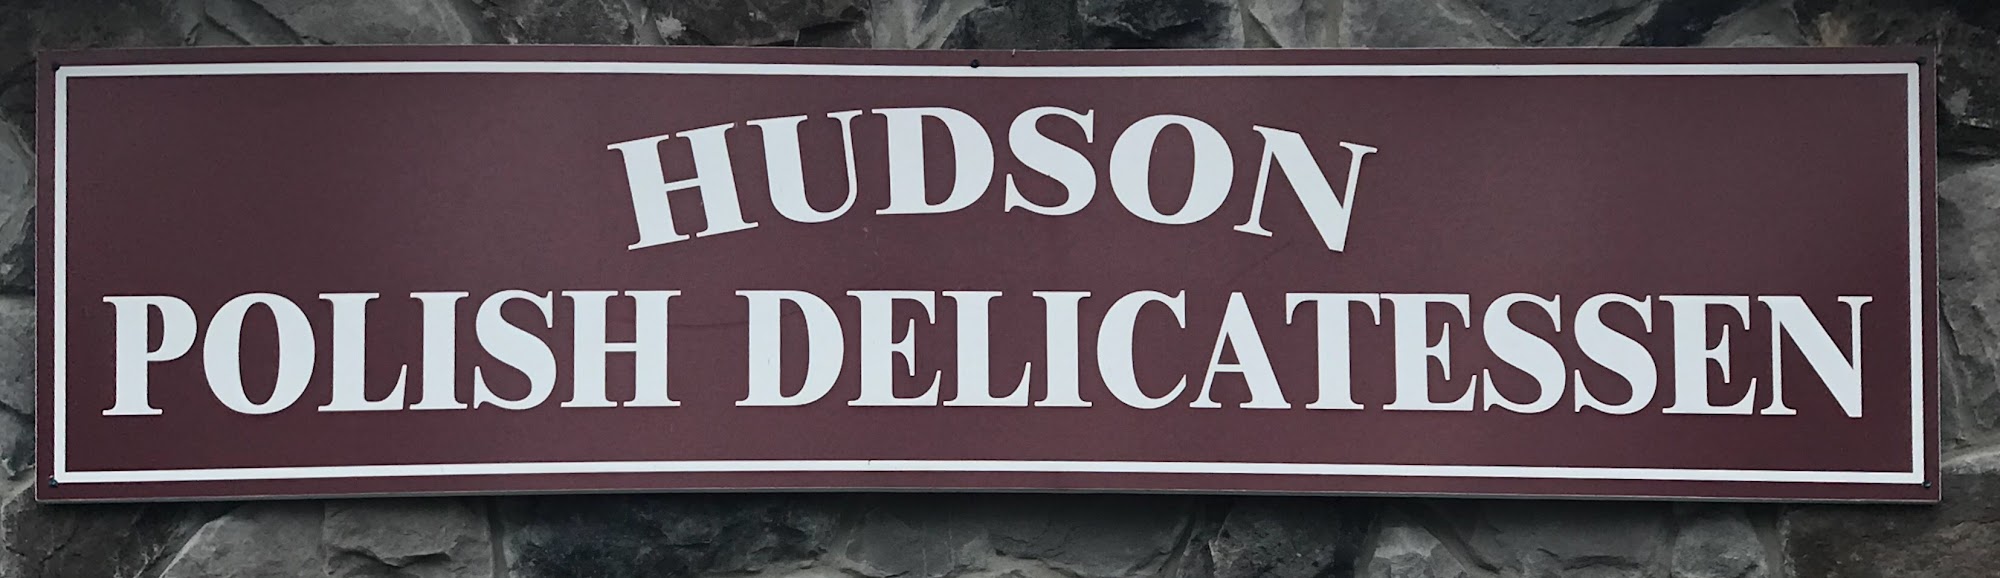 HUDSON
POLISH DELICATESSEN